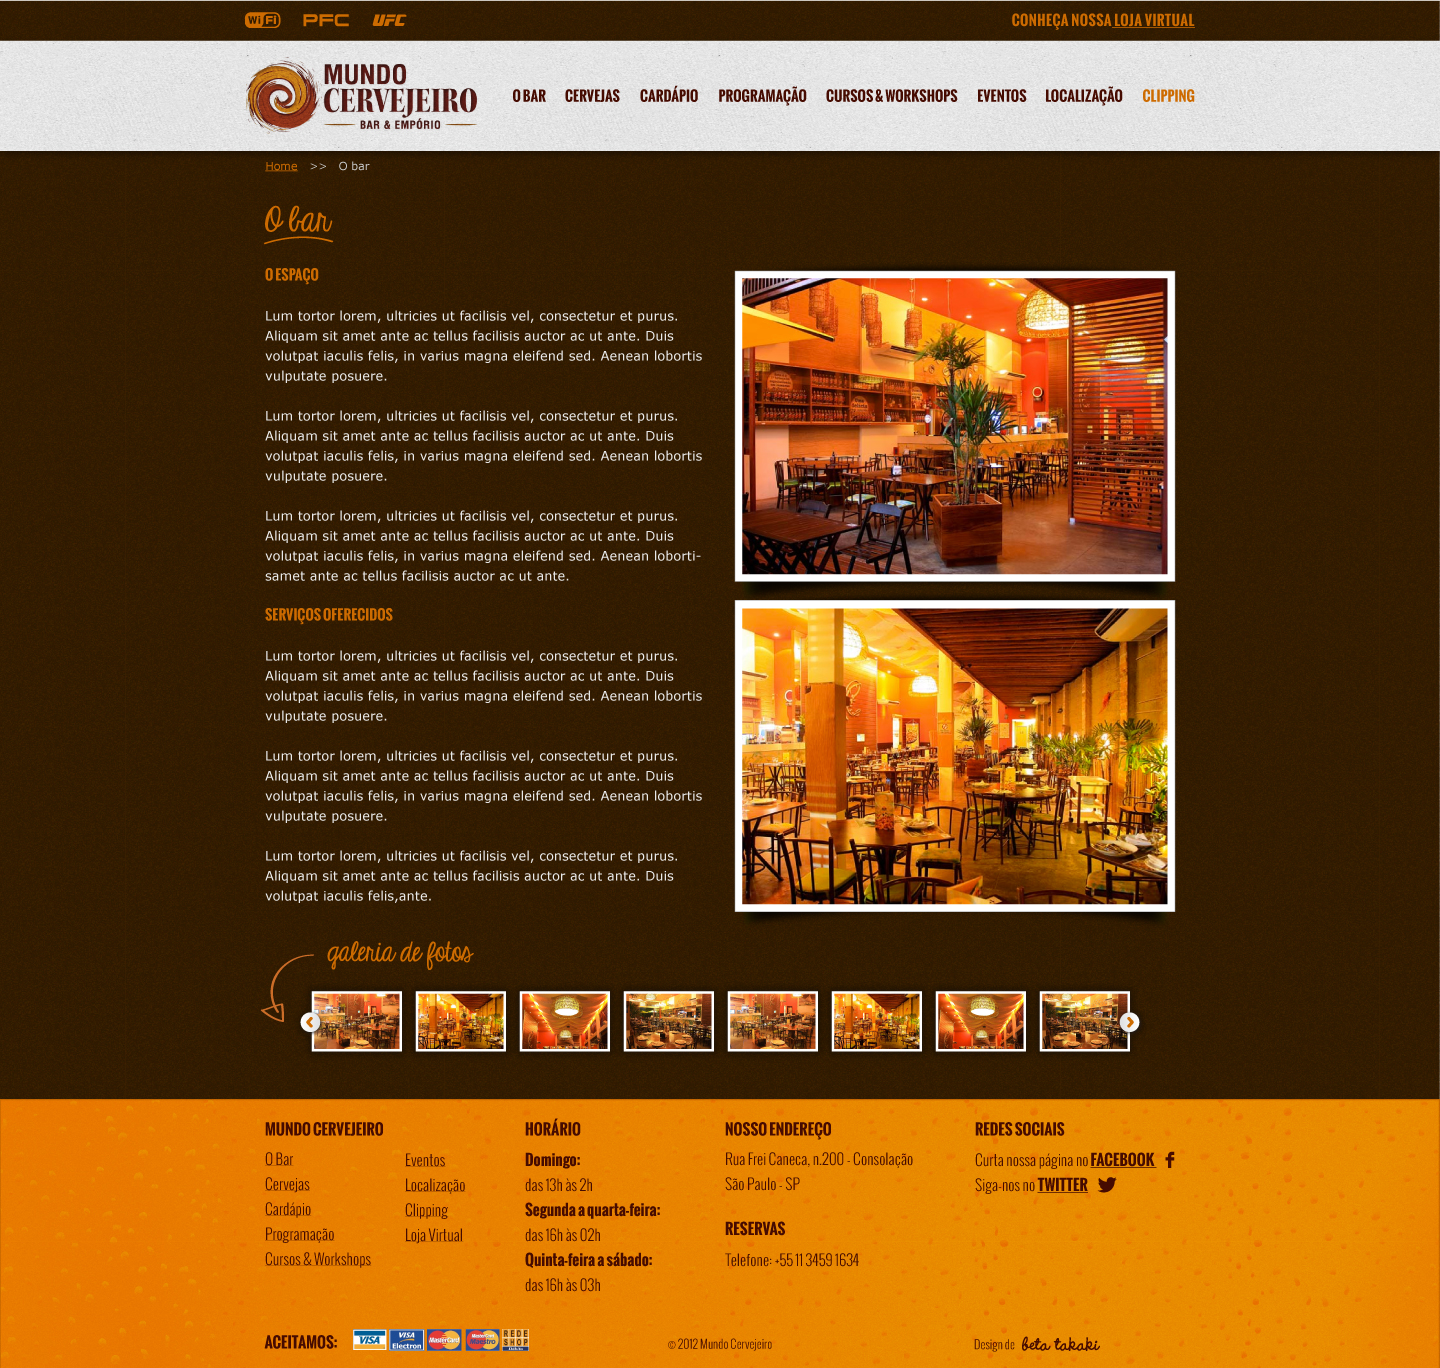 WiFi PFC UFC
CONHEÇA NOSSA LOJA VIRTUAL
MUNDO
CERVEJEIRO
BAR & EMPÓRIO
O BAR CERVEJAS CARDÁPIO PROGRAMAÇÃO CURSOS & WORKSHOPS EVENTOS LOCALIZAÇÃO CLIPPING
Home >> O bar
O bar
O ESPAÇO
Lum tortor lorem, ultricies ut facilisis vel, consectetur et purus.
Aliquam sit amet ante ac tellus facilisis auctor ac ut ante. Duis
volutpat iaculis felis, in varius magna eleifend sed. Aenean lobortis
vulputate posuere.
Lum tortor lorem, ultricies ut facilisis vel, consectetur et purus.
Aliquam sit amet ante ac tellus facilisis auctor ac ut ante. Duis
volutpat iaculis felis, in varius magna eleifend sed. Aenean lobortis
vulputate posuere.
Lum tortor lorem, ultricies ut facilisis vel, consectetur et purus.
Aliquam sit amet ante ac tellus facilisis auctor ac ut ante. Duis
volutpat iaculis felis, in varius magna eleifend sed. Aenean loborti-
samet ante ac tellus facilisis auctor ac ut ante.
SERVIÇOS OFERECIDOS
Lum tortor lorem, ultricies ut facilisis vel, consectetur et purus.
Aliquam sit amet ante ac tellus facilisis auctor ac ut ante. Duis
volutpat iaculis felis, in varius magna eleifend sed. Aenean lobortis
vulputate posuere.
Lum tortor lorem, ultricies ut facilisis vel, consectetur et purus.
Aliquam sit amet ante ac tellus facilisis auctor ac ut ante. Duis
volutpat iaculis felis, in varius magna eleifend sed. Aenean lobortis
vulputate posuere.
Lum tortor lorem, ultricies ut facilisis vel, consectetur et purus.
Aliquam sit amet ante ac tellus facilisis auctor ac ut ante. Duis
volutpat iaculis felis,ante.
galeria de fotos
MUNDO CERVEJEIRO
O Bar
Cervejas
Cardápio
Programação
Cursos & Workshops
Eventos
Localização
Clipping
Loja Virtual
HORÁRIO
Domingo:
das 13h às 2h
Segunda a quarta-feira:
das 16h às 02h
Quinta-feira a sábado:
das 16h às 03h
NOSSO ENDEREÇO
Rua Frei Caneca, n.200 - Consolação
São Paulo - SP
RESERVAS
Telefone: +55 11 3459 1634
REDES SOCIAIS
Curta nossa página no FACEBOOK
Siga-nos no TWITTER
ACEITAMOS:
VISA
VISA
Electron
MasterCard
MasterCard
Maestro
REDE
SHOP
© 2012 Mundo Cervejeiro
Design de beta takaki